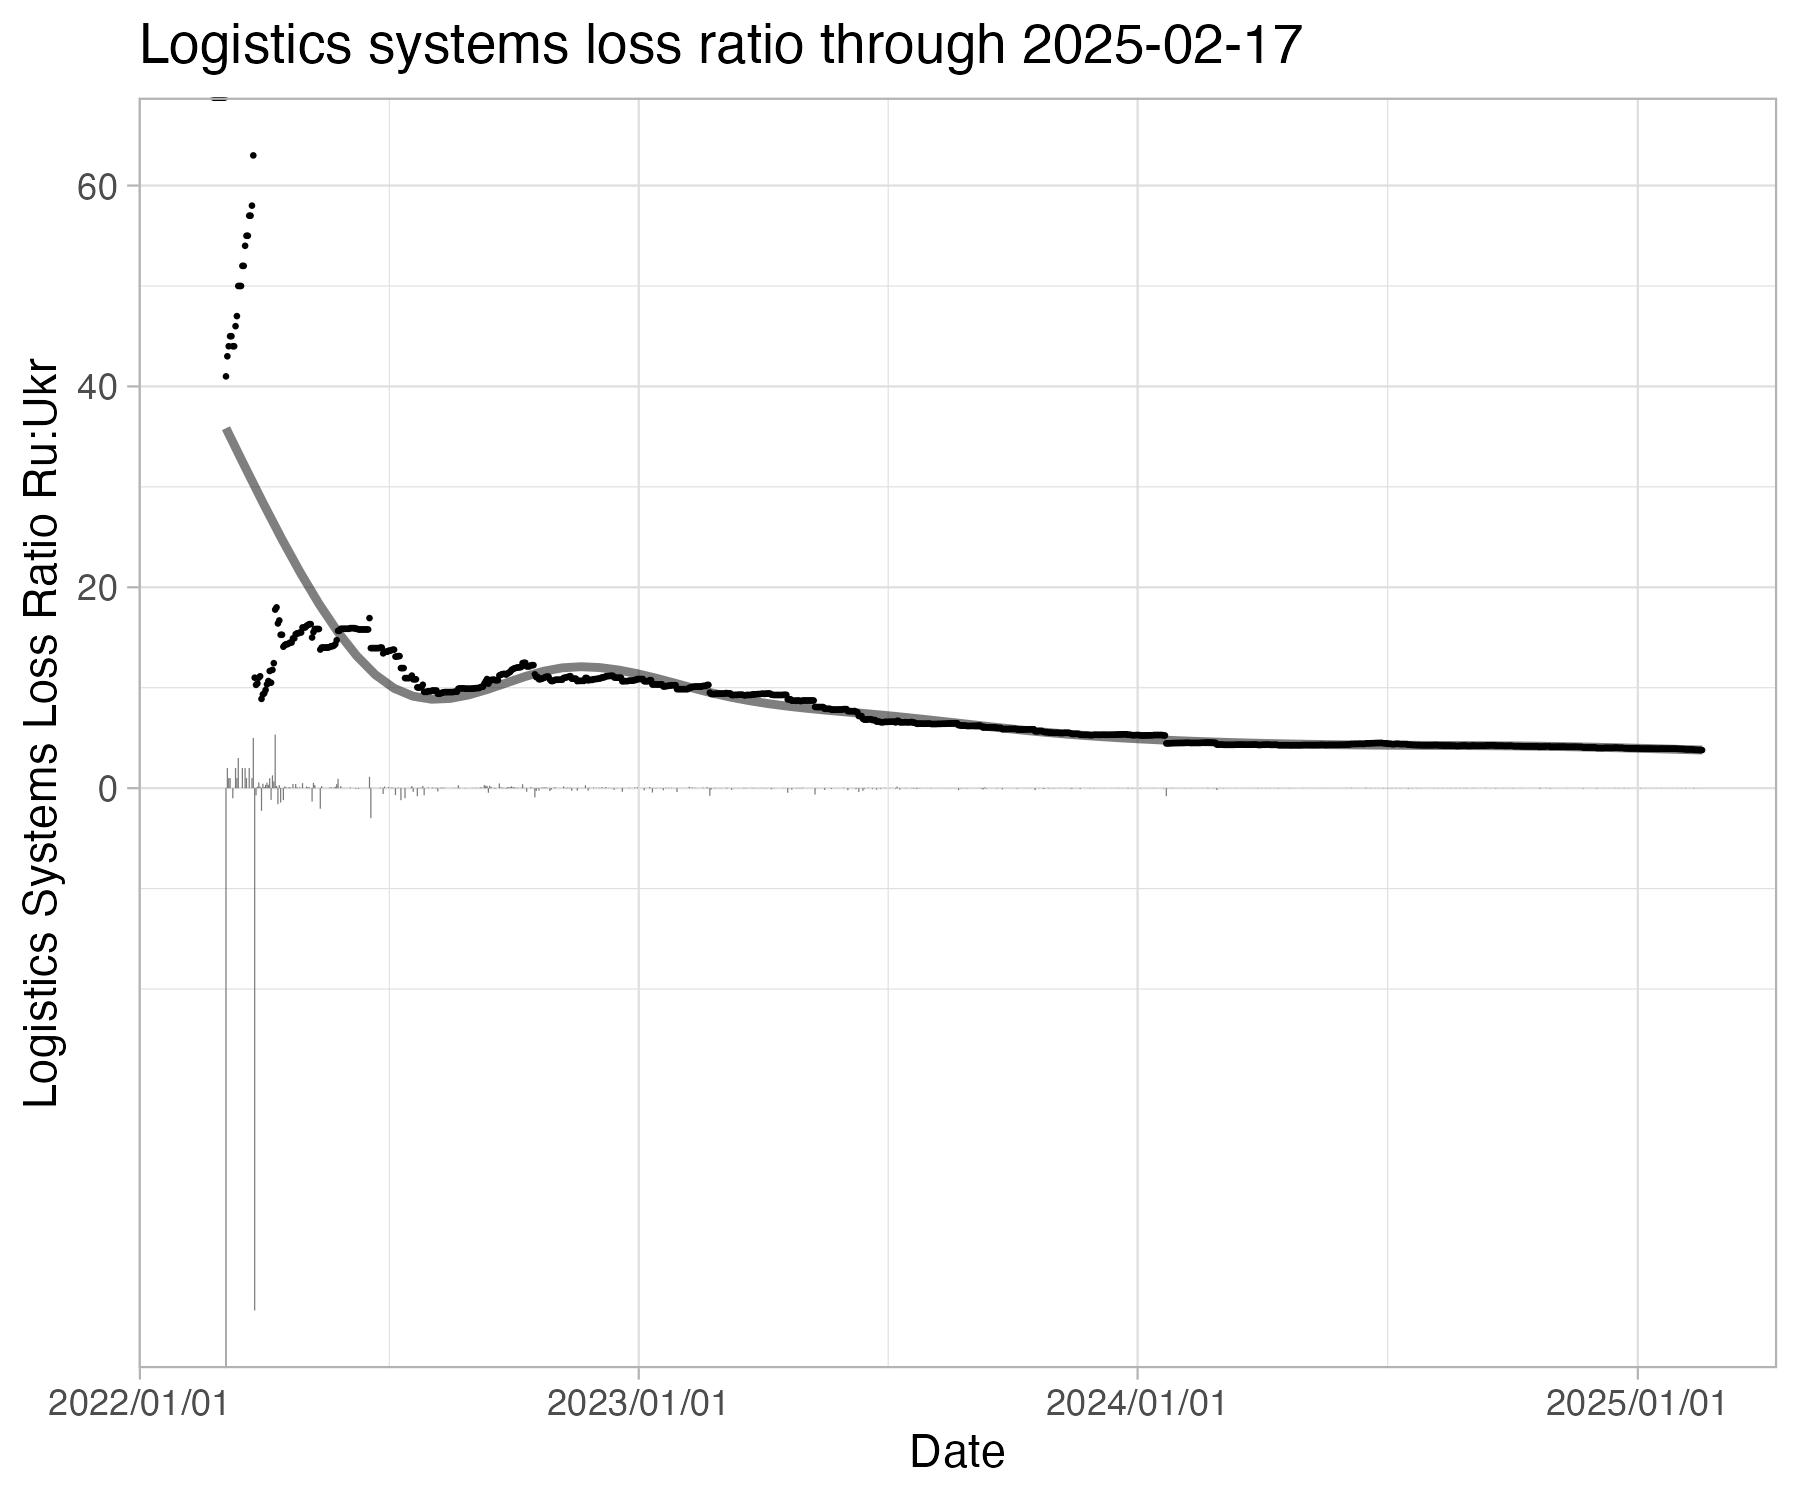 Logistics systems loss ratio through 2025-02-17
Logistics Systems Loss Ratio Ru:Ukr
60
40
20
0
2022/01/01
2023/01/01
2024/01/01
2025/01/01
Date